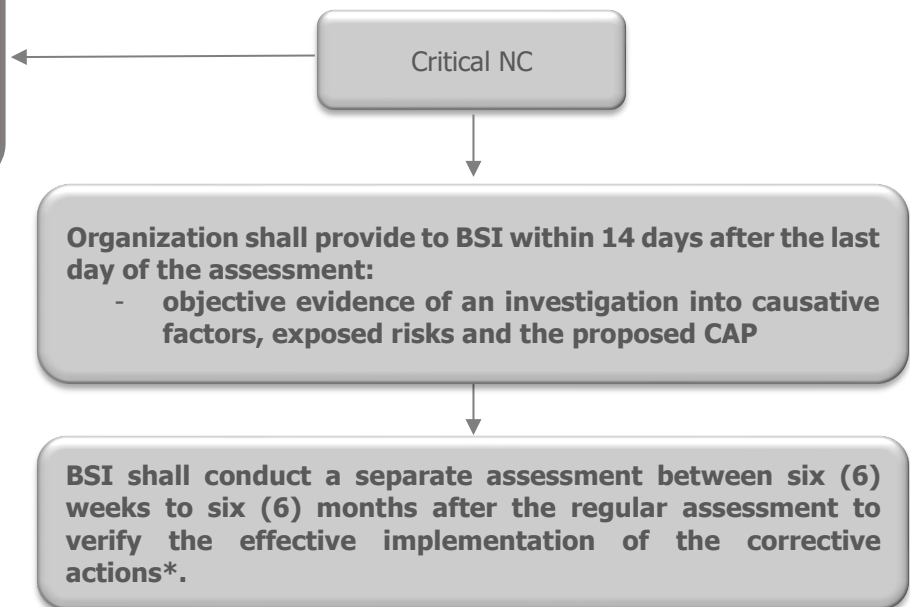 Critical NC
Organization shall provide to BSI within 14 days after the last
day of the assessment:
- objective evidence of an investigation into causative
factors, exposed risks and the proposed CAP
BSI shall conduct a separate assessment between six (6)
weeks to six (6) months after the regular assessment to
verify the effective implementation of the corrective
actions*.